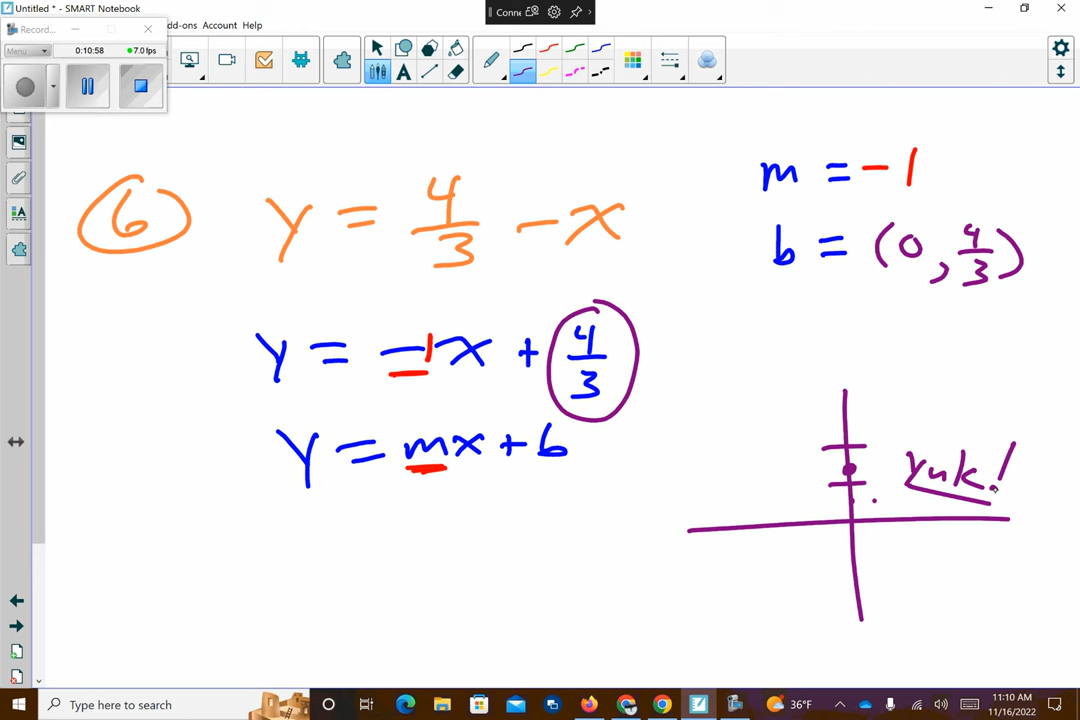 Untitled * - SMART Notebook
Conne
Record...
dd-ons Account Help
Menu
0:10:58
7.0 fps
A
A
6
y = 4/3 - x
m = -1
b = (0, 4/3)
y = -1x + 4/3
y = mx + b
yuk!
Type here to search
36°F
11:10 AM
11/16/2022